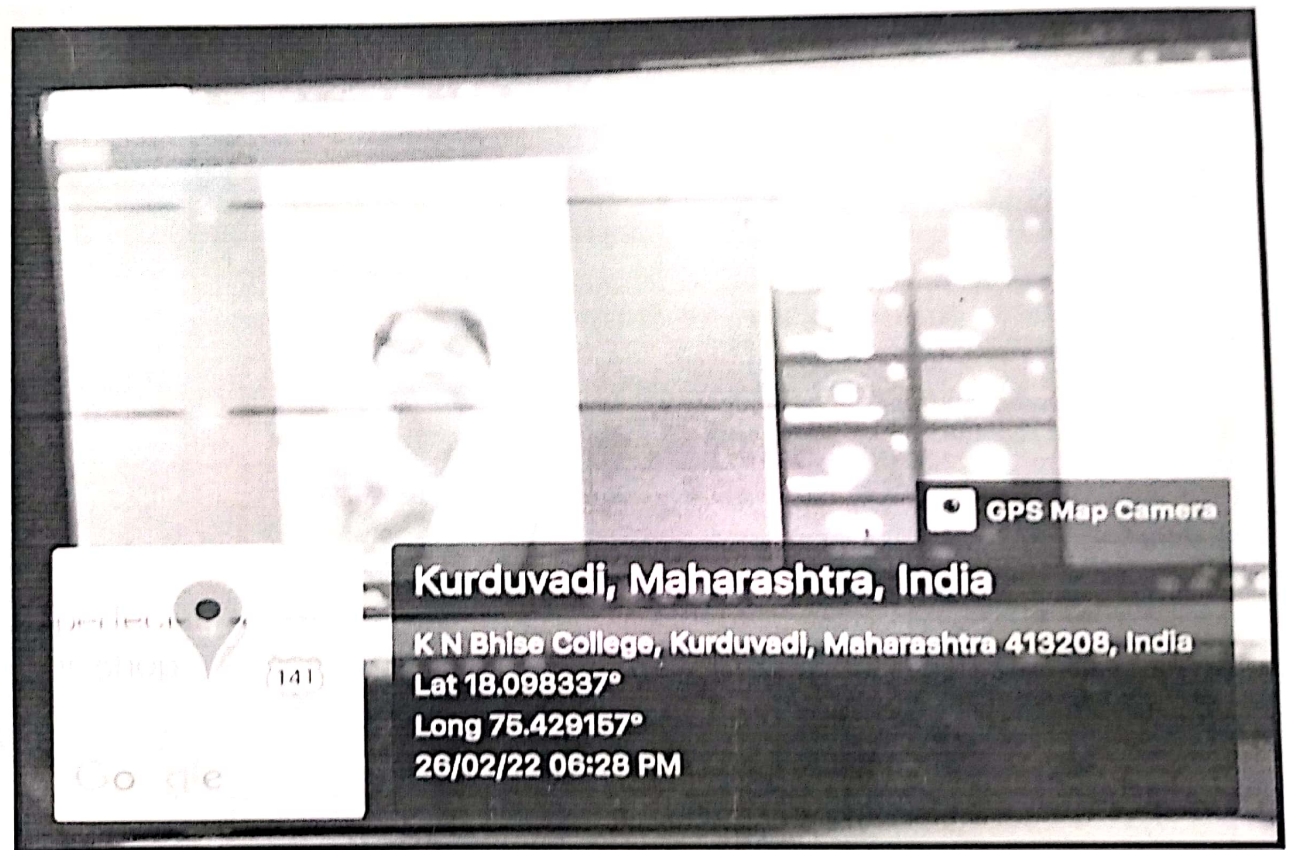 GPS Map Camera
Kurduvadi, Maharashtra, India
K N Bhise College, Kurduvadi, Maharashtra 413208, India
Lat 18.098337°
Long 75.429157°
26/02/22 06:28 PM
141
Google